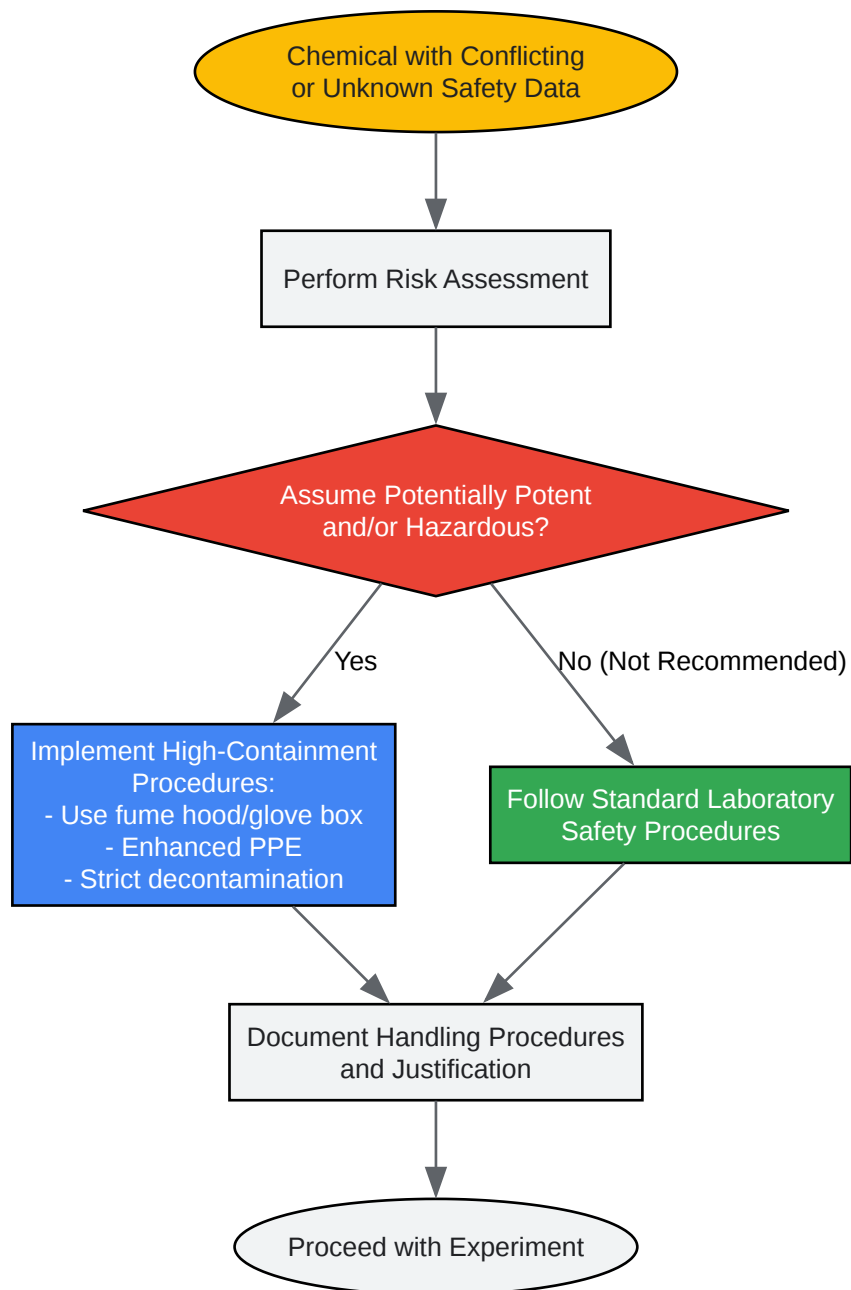 Chemical with Conflicting
or Unknown Safety Data
Perform Risk Assessment
Assume Potentially Potent
and/or Hazardous?
Yes
No (Not Recommended)
Implement High-Containment
Procedures:
- Use fume hood/glove box
- Enhanced PPE
- Strict decontamination
Follow Standard Laboratory
Safety Procedures
Document Handling Procedures
and Justification
Proceed with Experiment